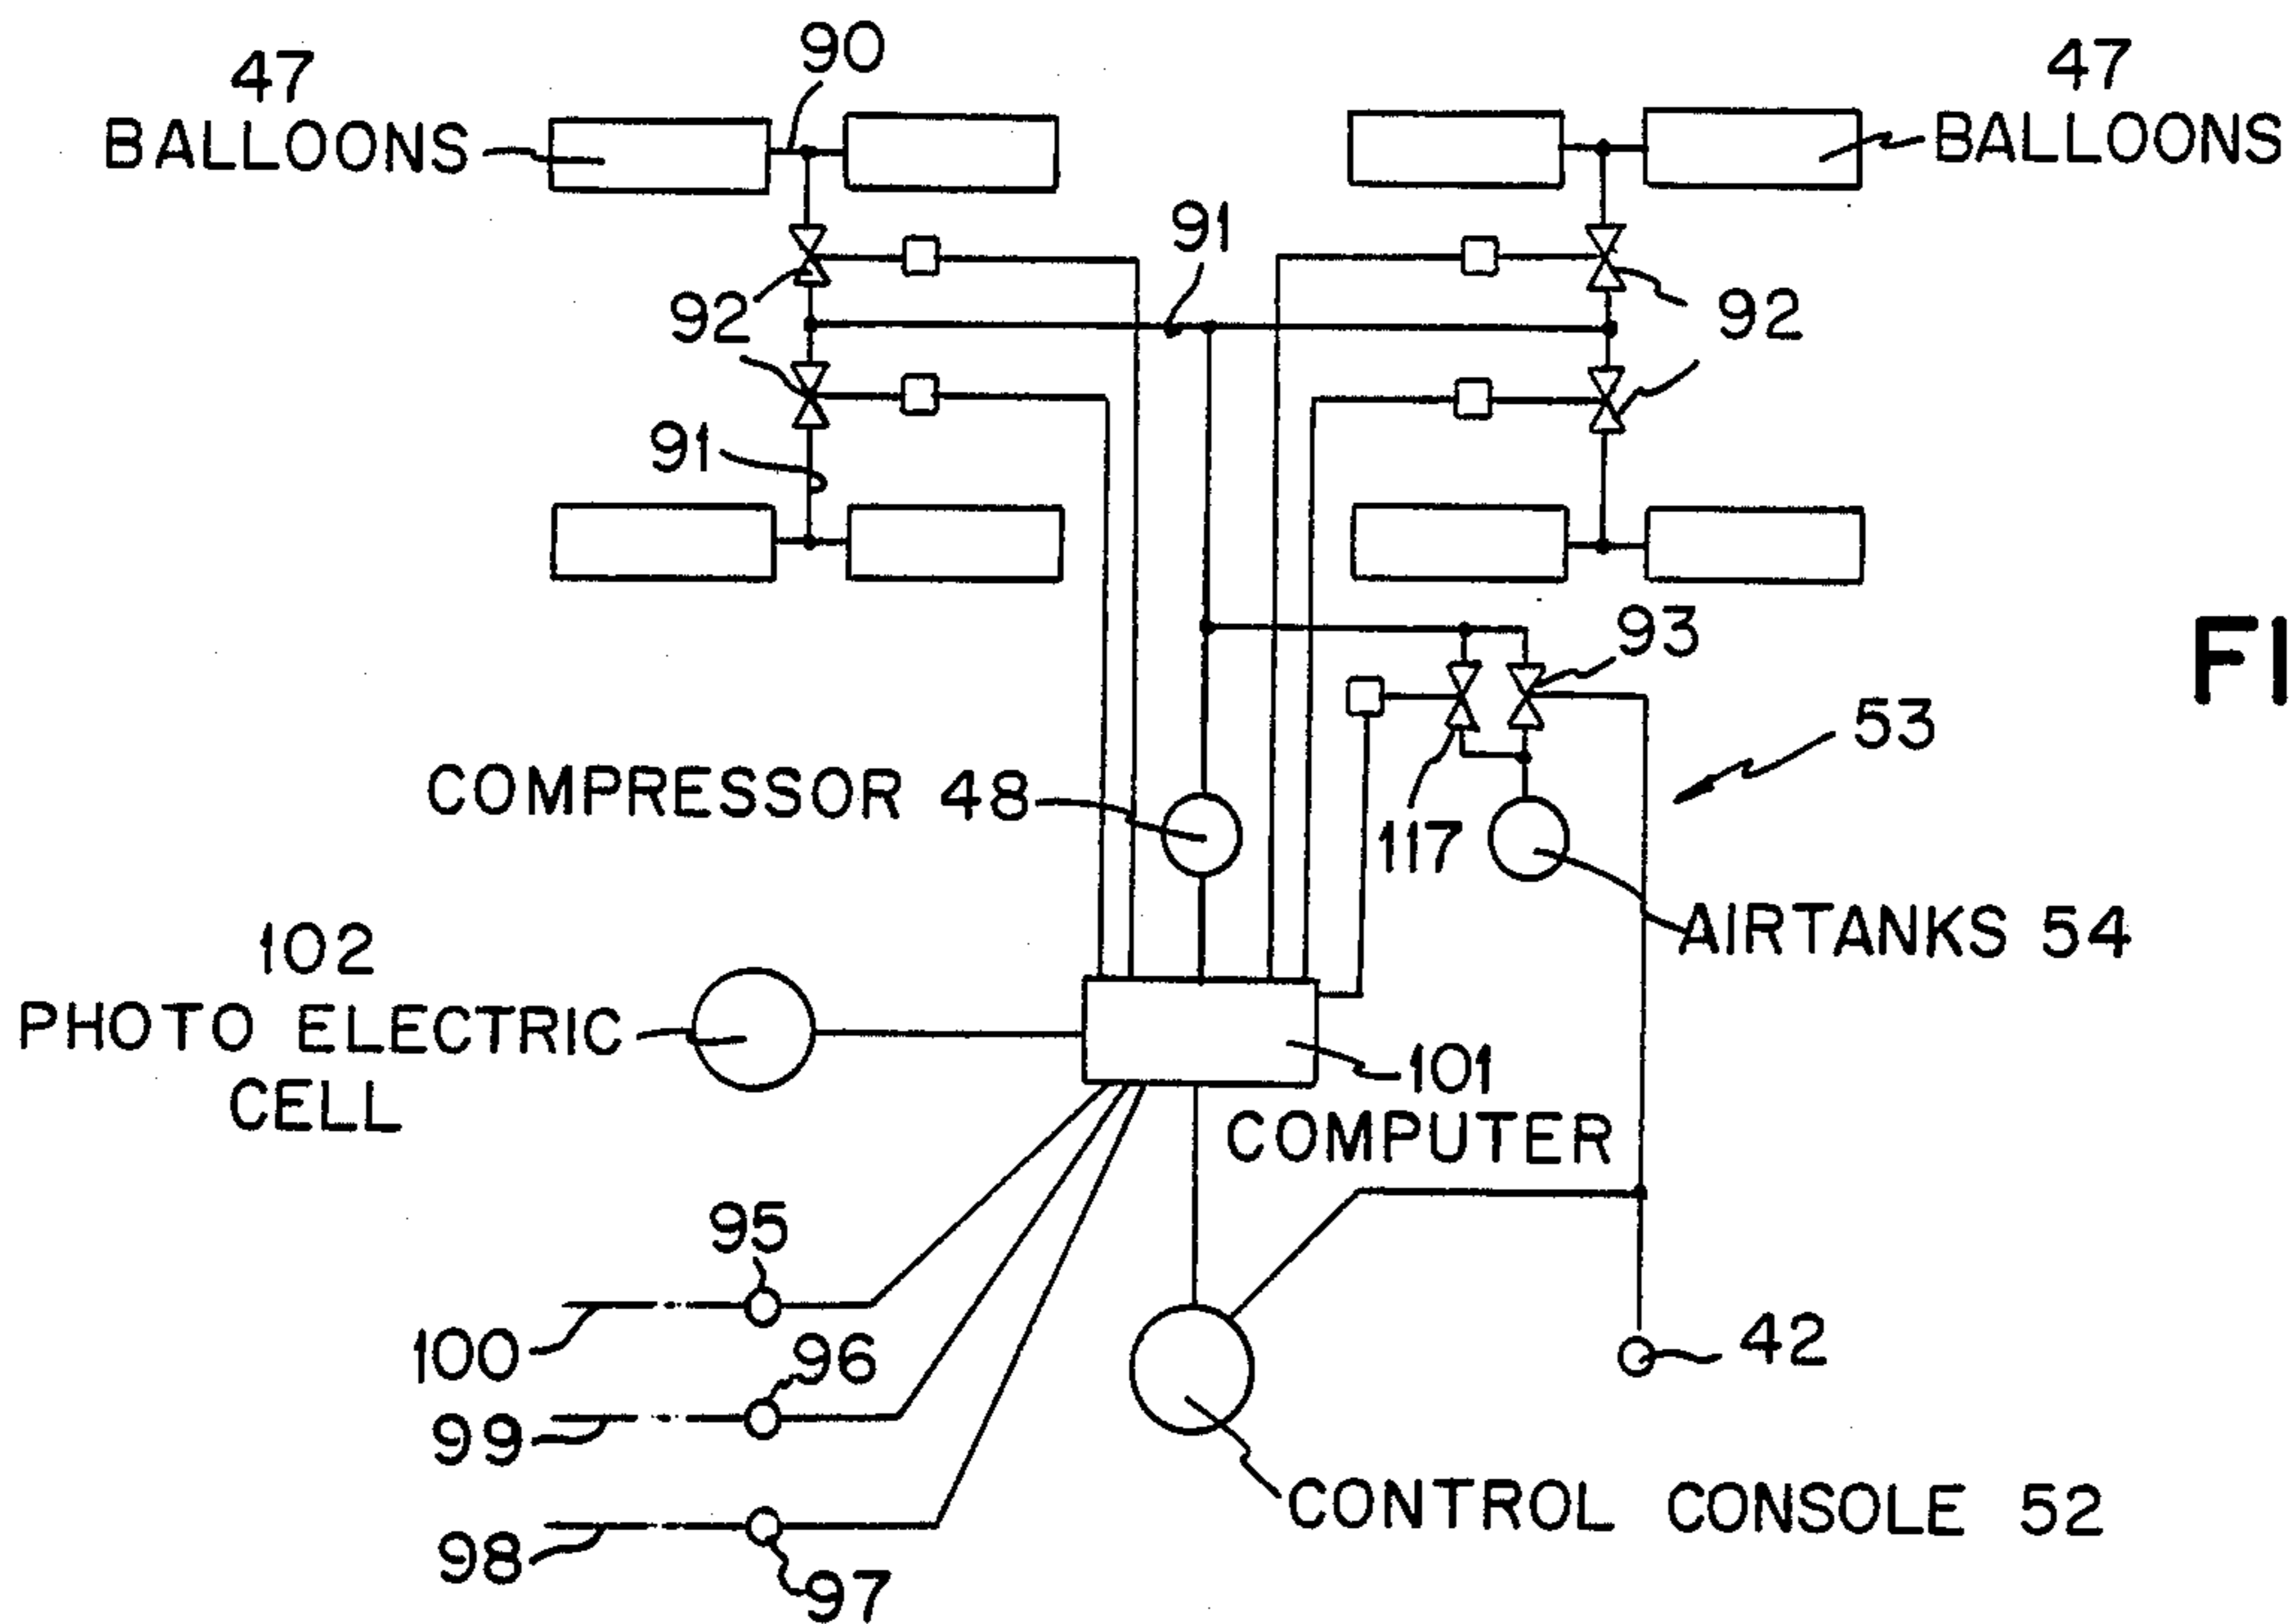 90
47
BALLOONS
47
BALLOONS
91
92
92
91
93
FI
53
COMPRESSOR 48
117
AIRTANKS 54
102
PHOTO ELECTRIC
CELL
101
COMPUTER
95
100
96
42
99
CONTROL CONSOLE 52
98
97